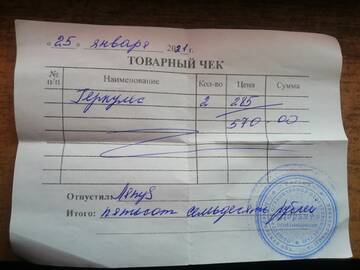 «25» января 2021 г.
ТОВАРНЫЙ ЧЕК
№ п/п Наименование Кол-во Цена Сумма
Геркулес 2 285
570-00
Отпустил
Итого: пятьсот семьдесят рублей